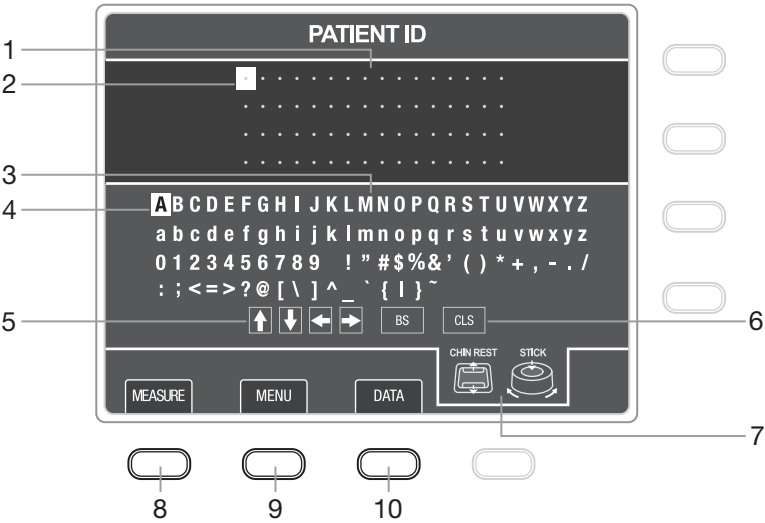 PATIENT ID
1
2
3
4
A B C D E F G H I J K L M N O P Q R S T U V W X Y Z
a b c d e f g h i j k l m n o p q r s t u v w x y z
0 1 2 3 4 5 6 7 8 9 ! ” # $ % & ’ ( ) * + , - . /
: ; < = > ? @ [ \ ] ^ _ ` { | } ~
5
↑ ↓ ← → BS CLS
6
CHIN REST STICK
MEASURE MENU DATA
7
8 9 10